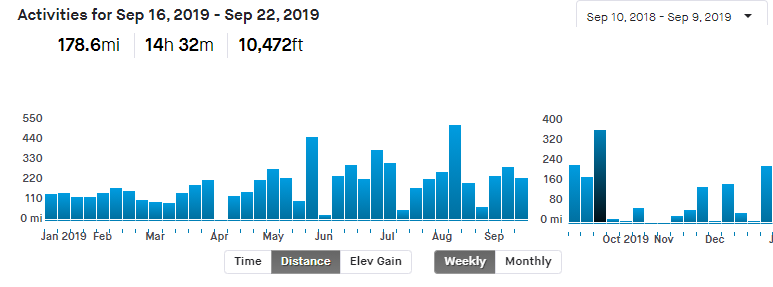 Activities for Sep 16, 2019 - Sep 22, 2019
Sep 10, 2018 - Sep 9, 2019
178.6mi 14h 32m 10,472ft
550
440
330
220
110
0 mi
Jan 2019 Feb Mar Apr May Jun Jul Aug Sep
400
320
240
160
80
0 mi
Oct 2019 Nov Dec J
Time Distance Elev Gain Weekly Monthly